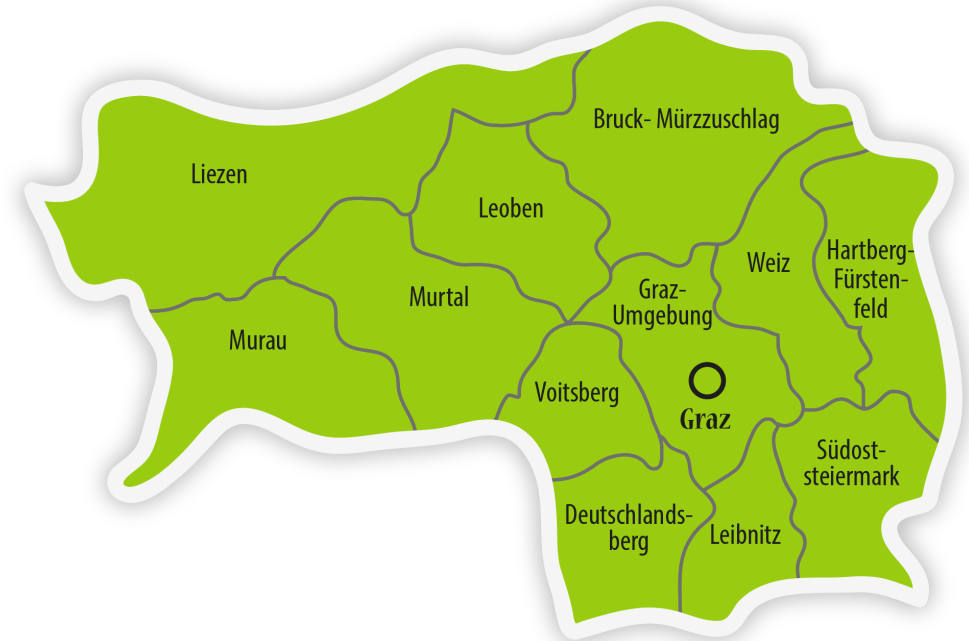 Bruck- Mürzzuschlag
Liezen
Leoben
Weiz
Hartberg-
Fürsten-
feld
Murtal
Graz-
Umgebung
Murau
Voitsberg
Graz
Südost-
steiermark
Deutschlands-
berg
Leibnitz